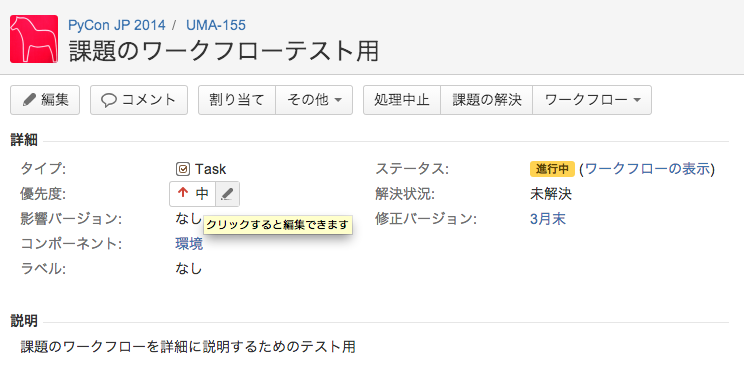 PyCon JP 2014 / UMA-155
課題のワークフローテスト用
編集 コメント 割り当て その他 処理中止 課題の解決 ワークフロー
詳細
タイプ: Task ステータス: 進行中 (ワークフローの表示)
優先度: 中 解決状況: 未解決
影響バージョン: なし 修正バージョン: 3月末
クリックすると編集できます
コンポーネント: 環境
ラベル: なし
説明
課題のワークフローを詳細に説明するためのテスト用